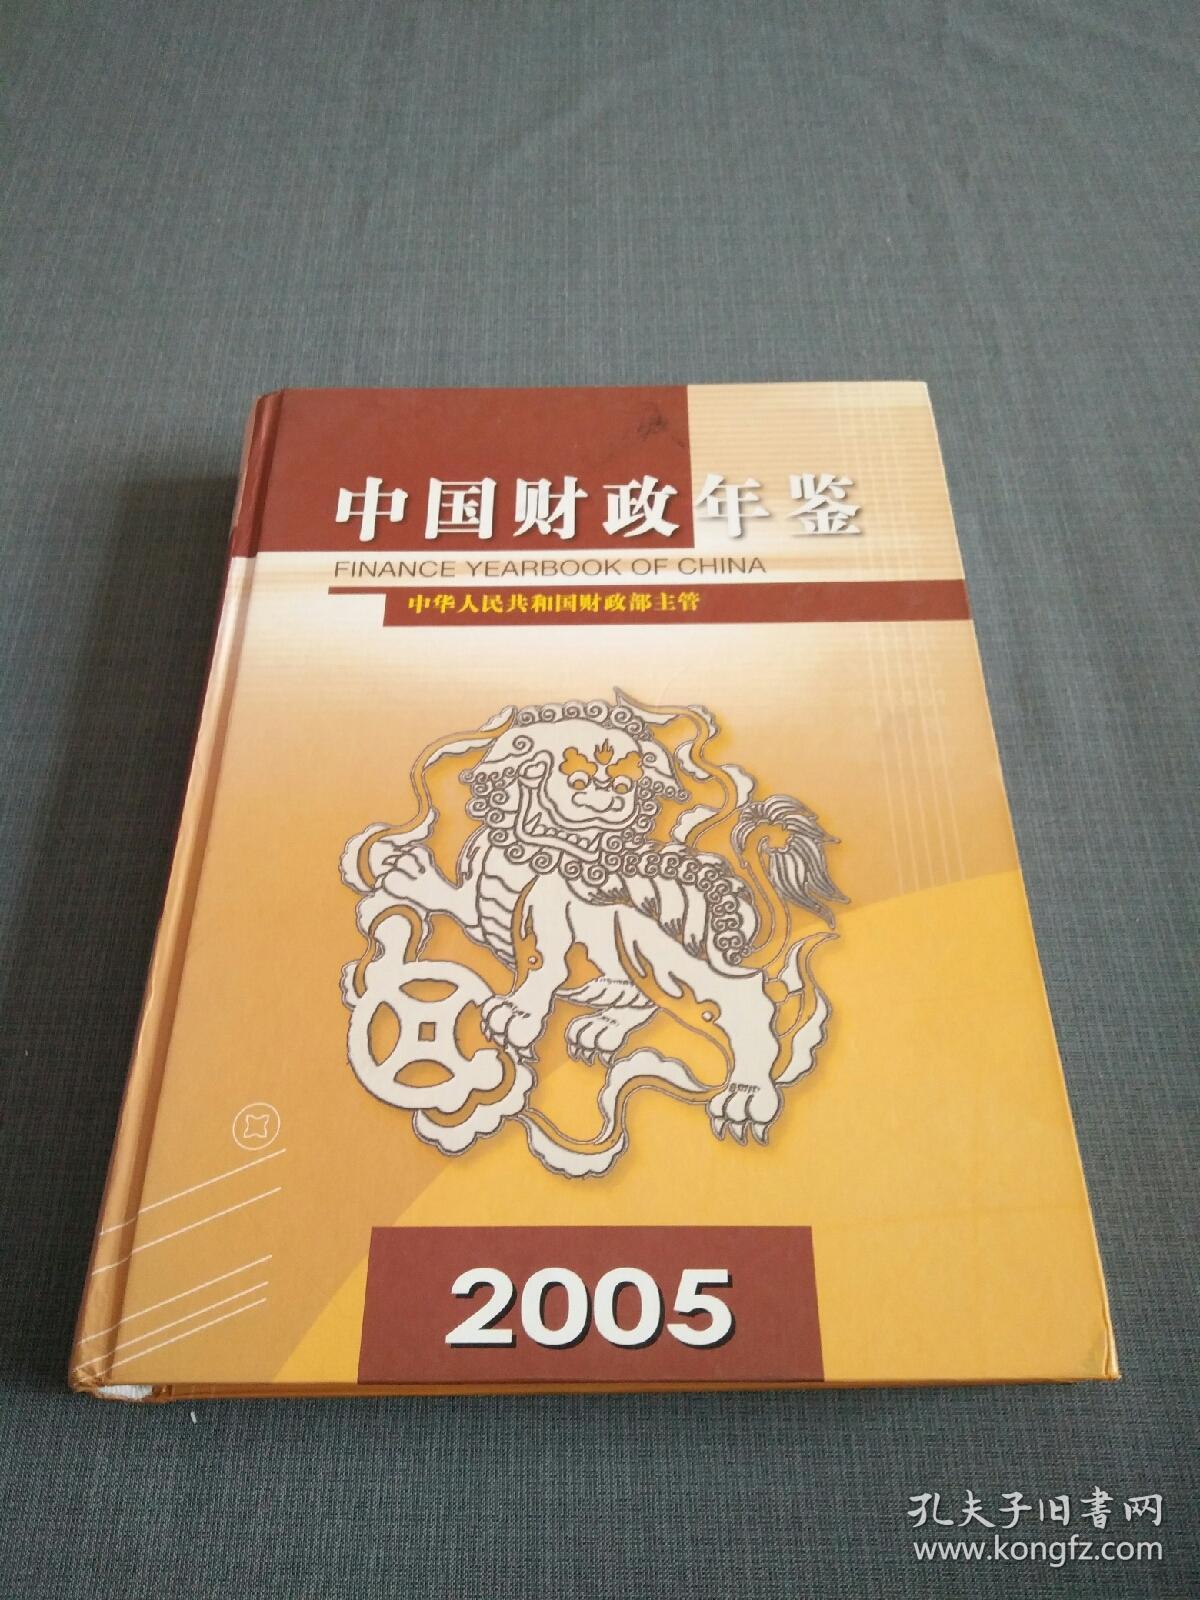 中国财政年鉴
FINANCE YEARBOOK OF CHINA
中华人民共和国财政部主管
2005
孔夫子旧書网
www.kongfz.com